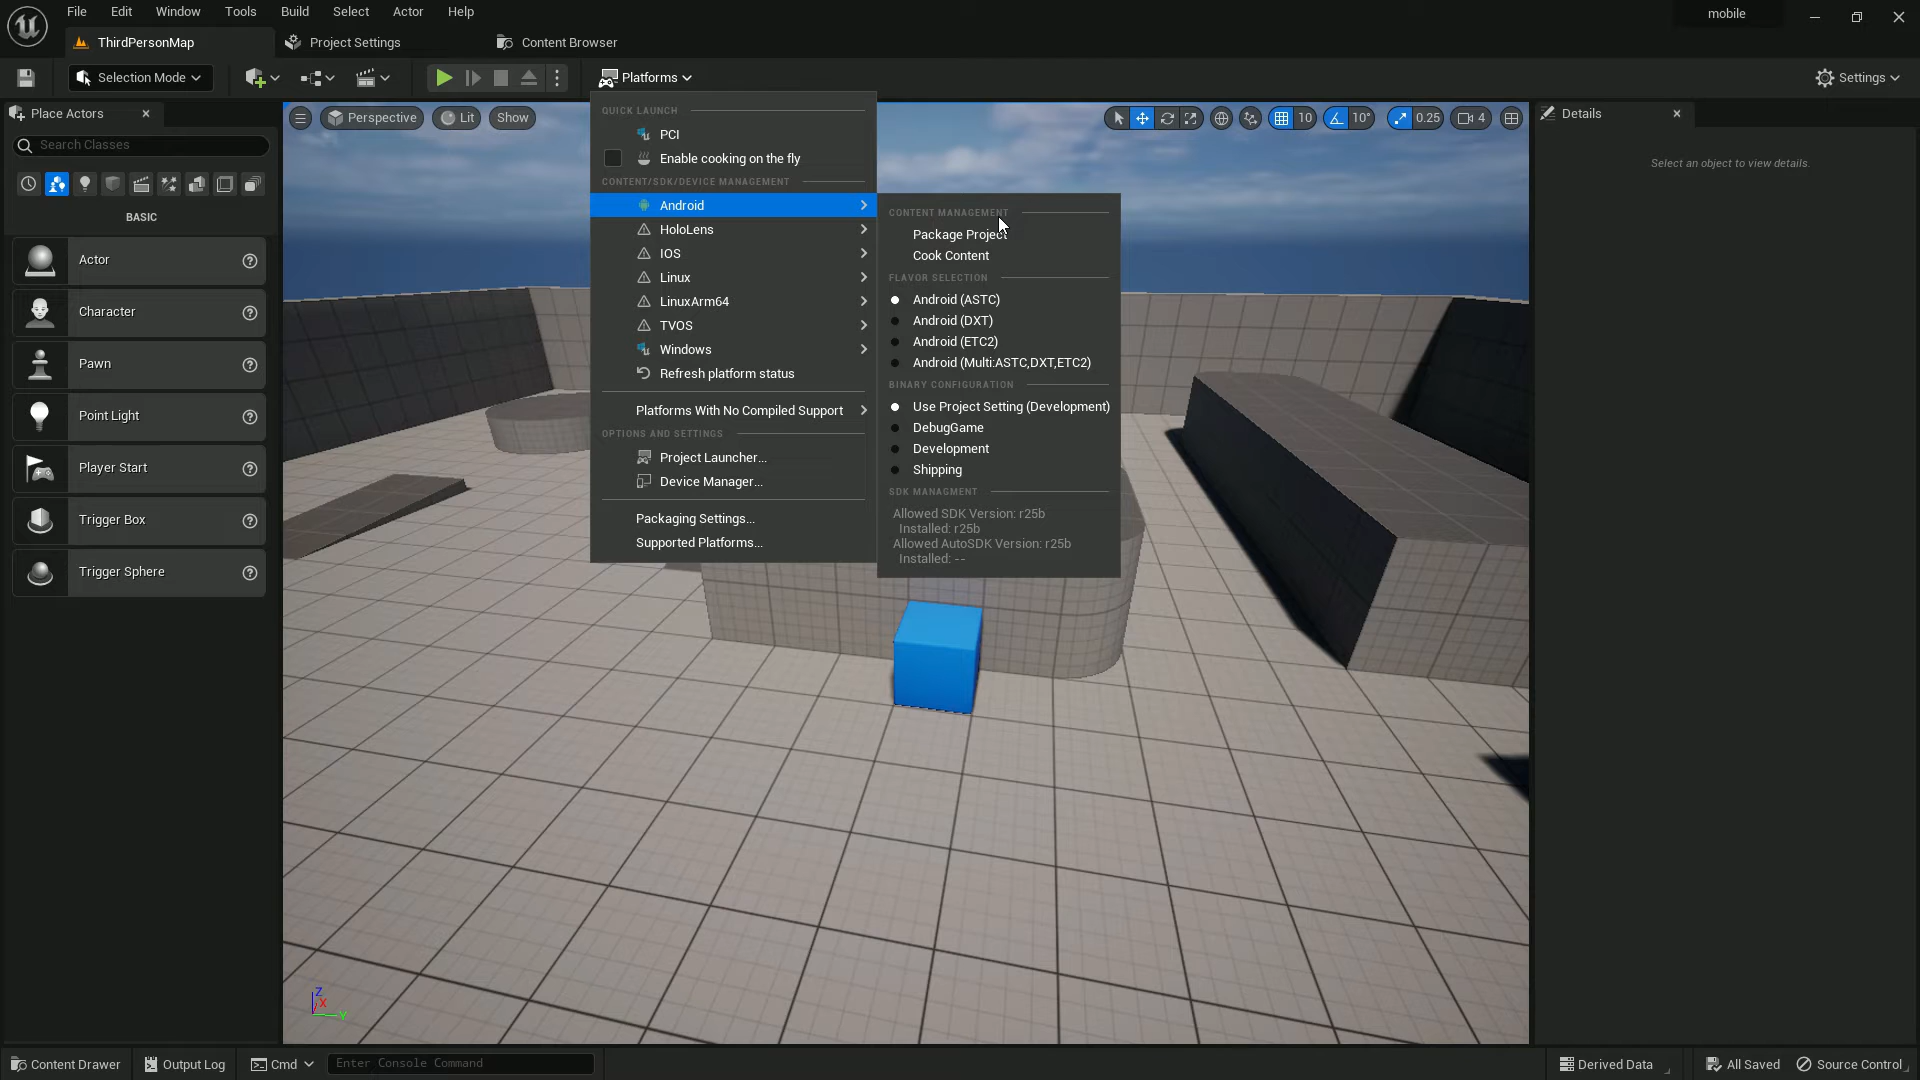 File Edit Window Tools Build Select Actor Help
mobile
ThirdPersonMap
Project Settings
Content Browser
Selection Mode
Platforms
Settings
Place Actors
Search Classes
BASIC
Actor
Character
Pawn
Point Light
Player Start
Trigger Box
Trigger Sphere
Perspective
Lit
Show
10
10°
0.25
4
QUICK LAUNCH
PCI
Enable cooking on the fly
CONTENT/SDK/DEVICE MANAGEMENT
Android
HoloLens
IOS
Linux
LinuxArm64
TVOS
Windows
Refresh platform status
Platforms With No Compiled Support
OPTIONS AND SETTINGS
Project Launcher...
Device Manager...
Packaging Settings...
Supported Platforms...
CONTENT MANAGEMENT
Package Project
Cook Content
FLAVOR SELECTION
Android (ASTC)
Android (DXT)
Android (ETC2)
Android (Multi:ASTC,DXT,ETC2)
BINARY CONFIGURATION
Use Project Setting (Development)
DebugGame
Development
Shipping
SDK MANAGMENT
Allowed SDK Version: r25b
Installed: r25b
Allowed AutoSDK Version: r25b
Installed: --
Details
Select an object to view details.
Z
X
Y
Content Drawer
Output Log
Cmd
Enter Console Command
Derived Data
All Saved
Source Control